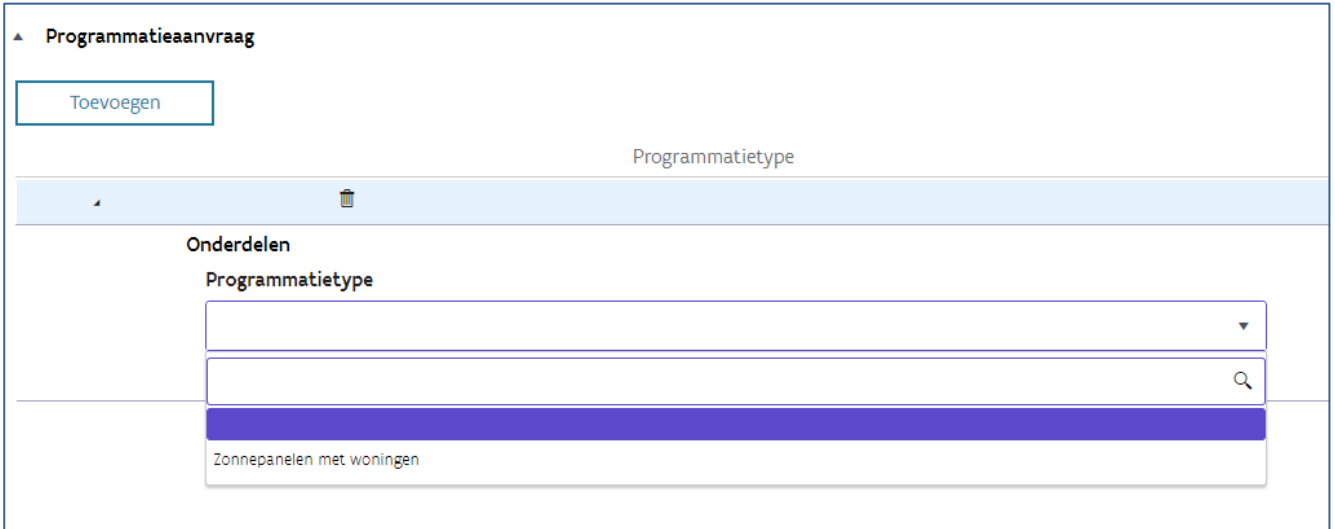 Programmatieaanvraag
Toevoegen
Programmatietype
Onderdelen
Programmatietype
Zonnepanelen met woningen